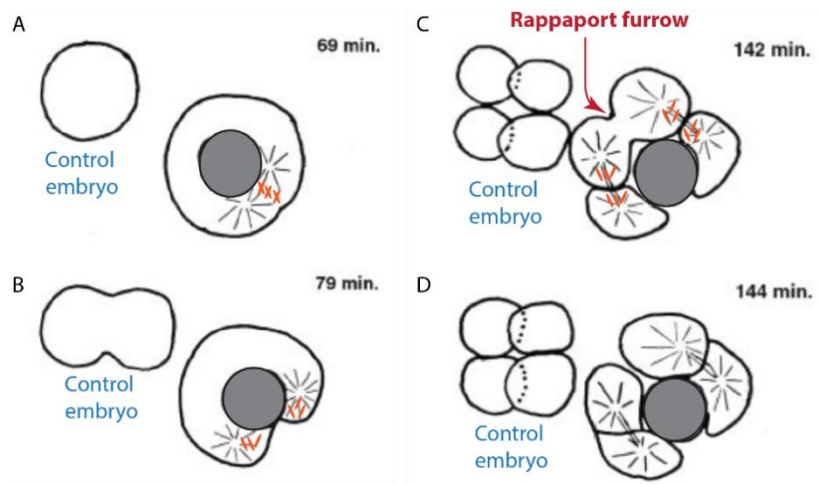 A
69 min.
Control
embryo
B
79 min.
Control
embryo
C
Rappaport furrow
142 min.
Control
embryo
D
144 min.
Control
embryo